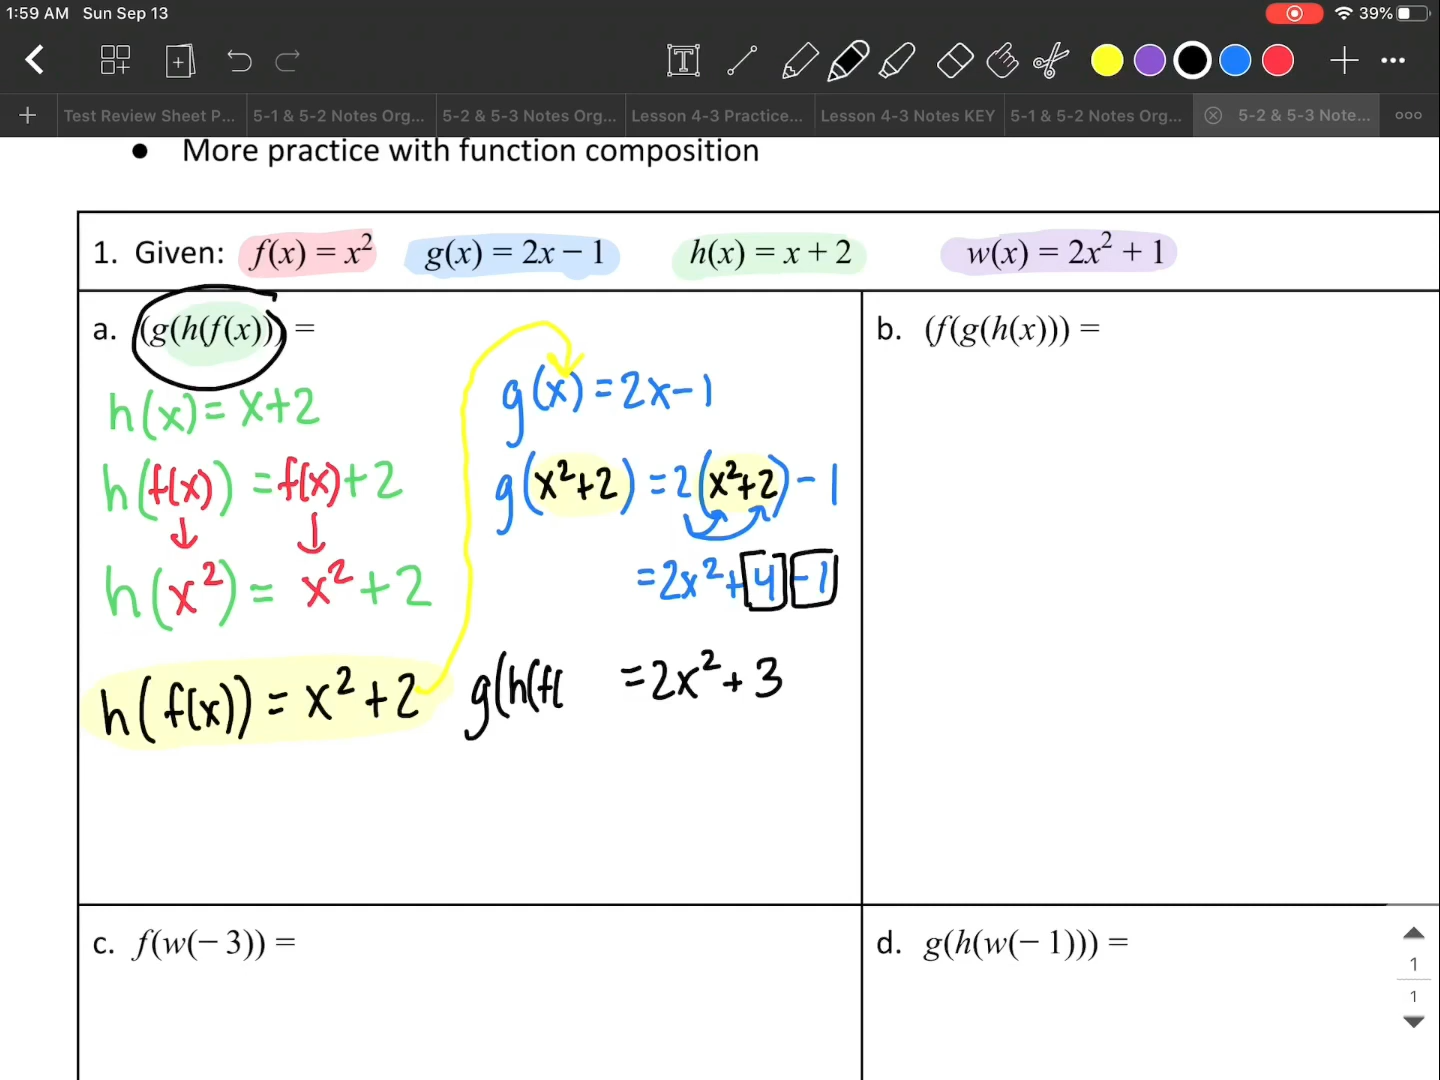 1:59 AM Sun Sep 13
39%
Test Review Sheet P...
5-1 & 5-2 Notes Org...
5-2 & 5-3 Notes Org...
Lesson 4-3 Practice...
Lesson 4-3 Notes KEY
5-1 & 5-2 Notes Org...
5-2 & 5-3 Note...
● More practice with function composition
1. Given: f(x) = x² g(x) = 2x − 1 h(x) = x + 2 w(x) = 2x² + 1
a. (g(h(f(x))) =
h(x) = x+2
h(f(x)) = f(x)+2
h(x²) = x²+2
h(f(x)) = x²+2
g(x) = 2x−1
g(x²+2) = 2(x²+2)−1
=2x²+4−1
g(h(f( =2x²+3
b. (f(g(h(x))) =
c. f(w(− 3)) =
d. g(h(w(− 1))) =
1
1